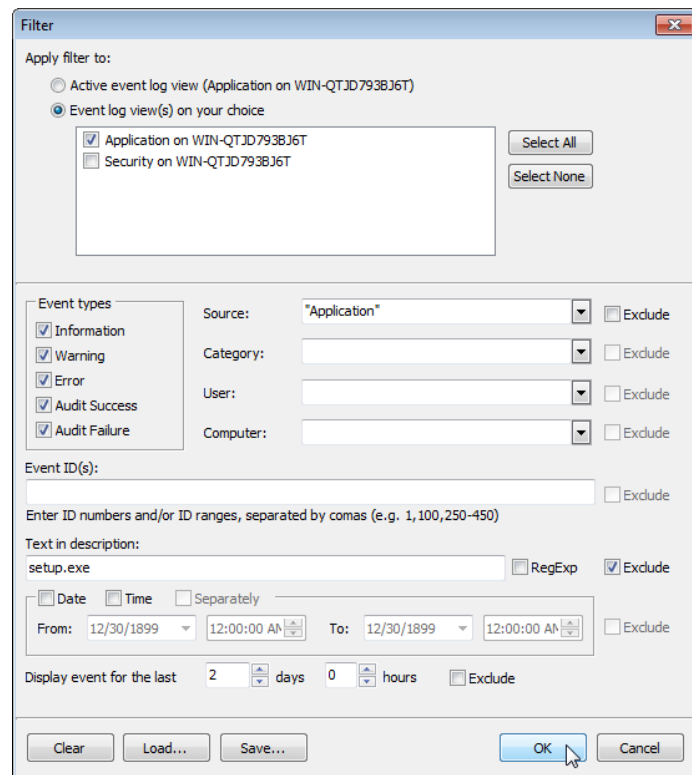 Filter
Apply filter to:
Active event log view (Application on WIN-QTJD793BJ6T)
Event log view(s) on your choice
Application on WIN-QTJD793BJ6T
Security on WIN-QTJD793BJ6T
Select All
Select None
Event types
Information
Warning
Error
Audit Success
Audit Failure
Source: "Application" Exclude
Category: Exclude
User: Exclude
Computer: Exclude
Event ID(s):
Exclude
Enter ID numbers and/or ID ranges, separated by comas (e.g. 1,100,250-450)
Text in description:
setup.exe RegExp Exclude
Date Time Separately
From: 12/30/1899 12:00:00 AM To: 12/30/1899 12:00:00 AM Exclude
Display event for the last 2 days 0 hours Exclude
Clear Load... Save... OK Cancel